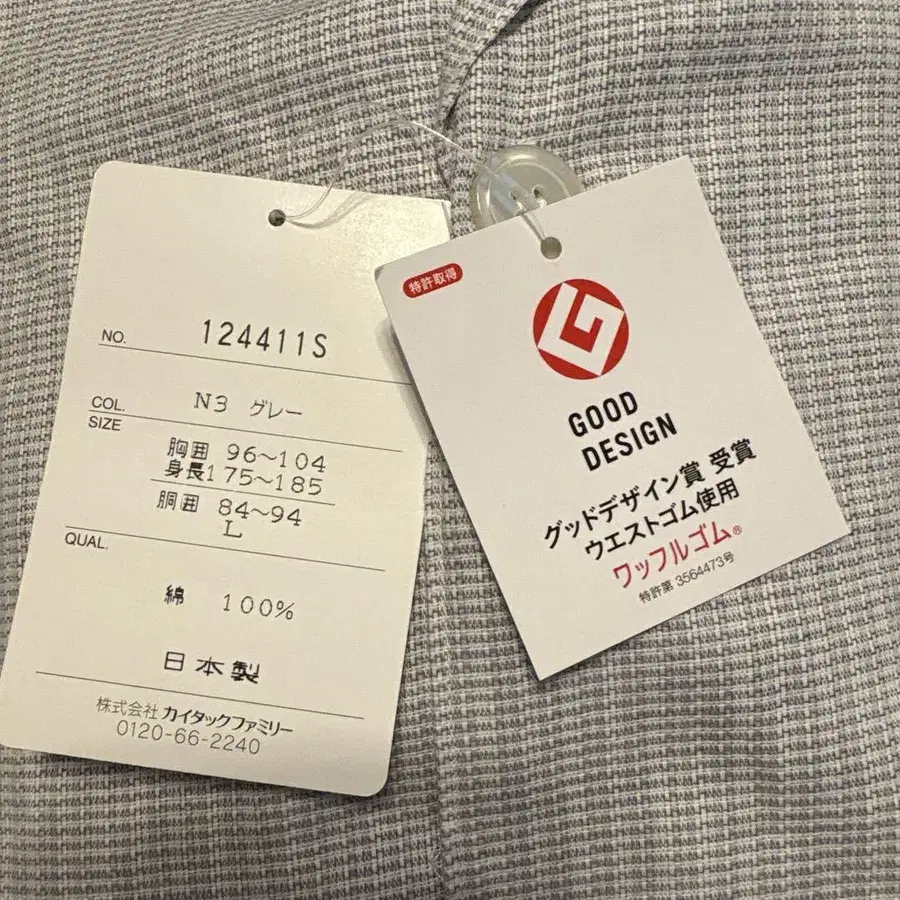 NO. 124411S
COL. N3 グレー
SIZE
胸囲 96～104
身長175～185
胴囲 84～94
L
QUAL.
綿 100%
日本製
株式会社 カイタックファミリー
0120-66-2240
特許取得
GOOD
DESIGN
グッドデザイン賞 受賞
ウエストゴム使用
ワッフルゴム®
特許第 3564473号